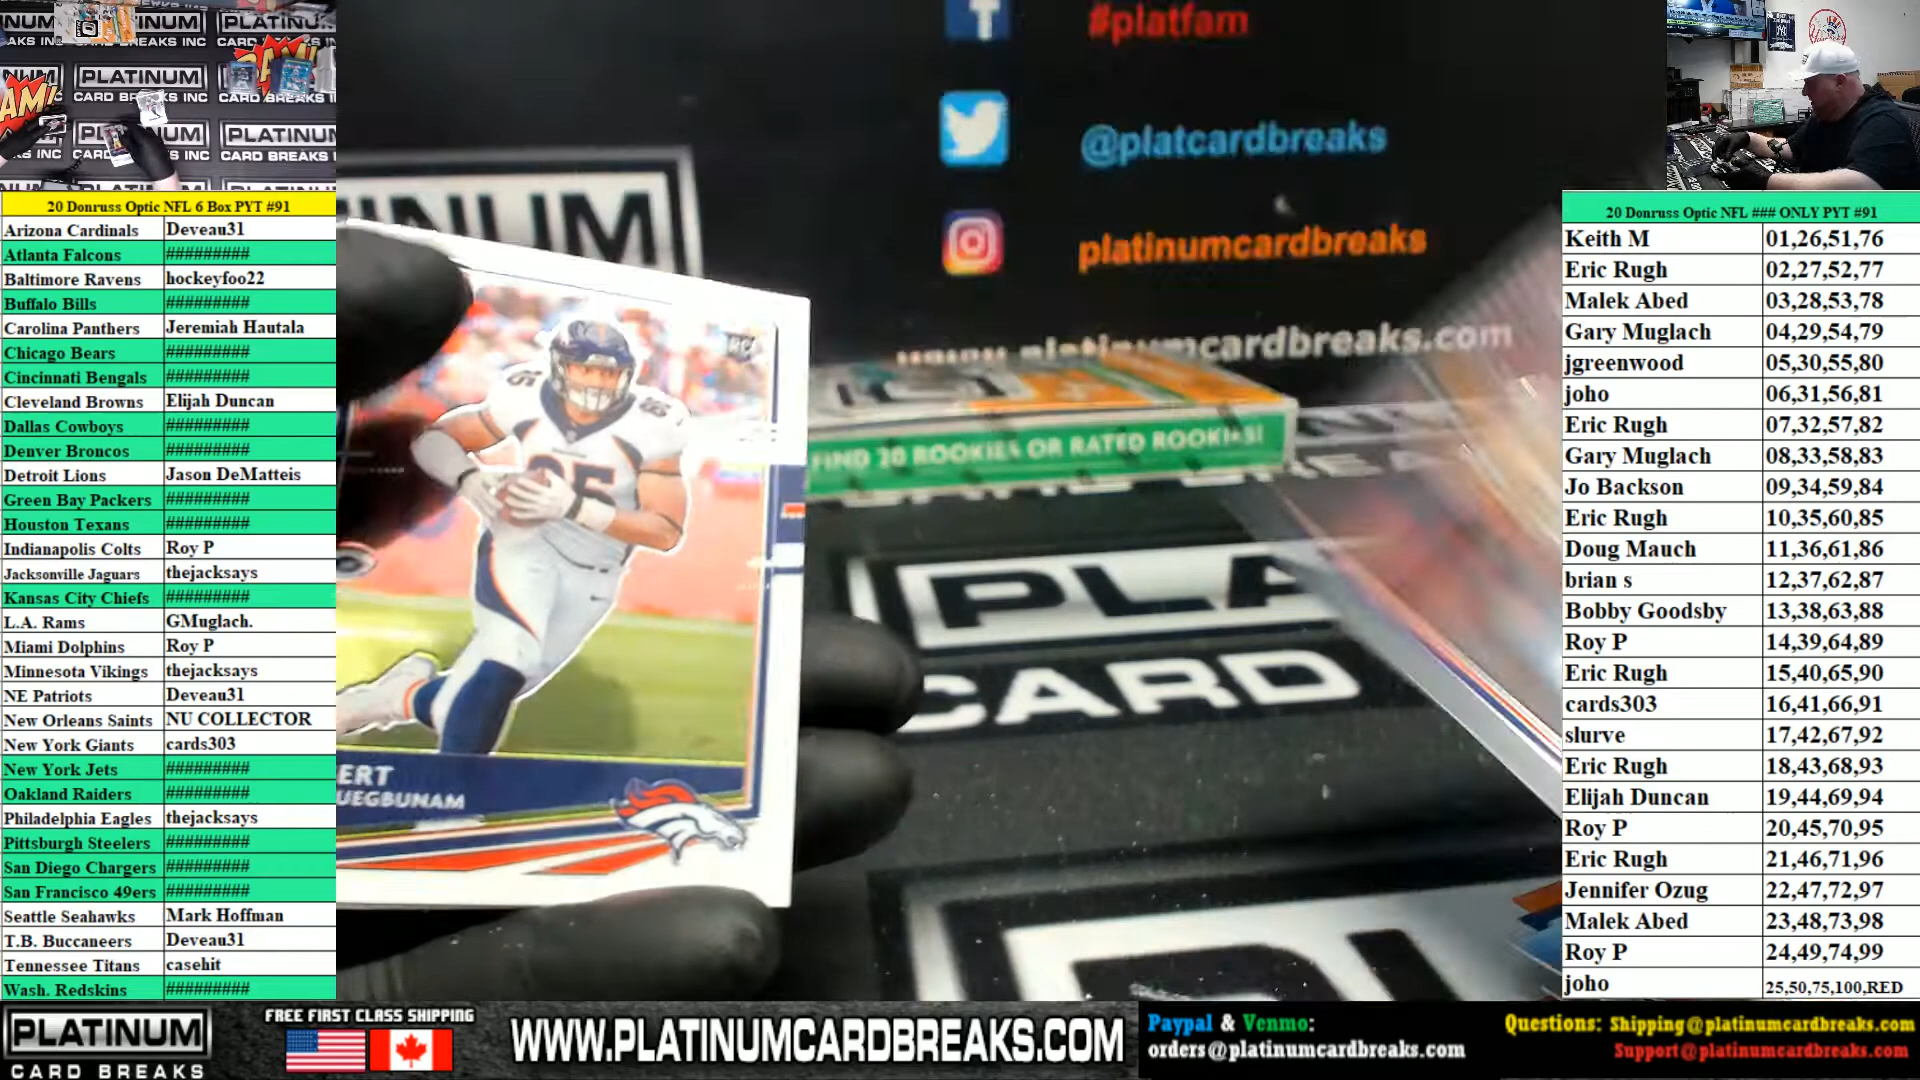 20 Donruss Optic NFL 6 Box PYT #91
Arizona Cardinals Deveau31
Atlanta Falcons #########
Baltimore Ravens hockeyfoo22
Buffalo Bills #########
Carolina Panthers Jeremiah Hautala
Chicago Bears #########
Cincinnati Bengals #########
Cleveland Browns Elijah Duncan
Dallas Cowboys #########
Denver Broncos #########
Detroit Lions Jason DeMatteis
Green Bay Packers #########
Houston Texans #########
Indianapolis Colts Roy P
Jacksonville Jaguars thejacksays
Kansas City Chiefs #########
L.A. Rams GMuglach.
Miami Dolphins Roy P
Minnesota Vikings thejacksays
NE Patriots Deveau31
New Orleans Saints NU COLLECTOR
New York Giants cards303
New York Jets #########
Oakland Raiders #########
Philadelphia Eagles thejacksays
Pittsburgh Steelers #########
San Diego Chargers #########
San Francisco 49ers #########
Seattle Seahawks Mark Hoffman
T.B. Buccaneers Deveau31
Tennessee Titans casehit
Wash. Redskins #########
PLATINUM
CARD BREAKS INC
#platfam
@platcardbreaks
platinumcardbreaks
www.platinumcardbreaks.com
INUM
FIND 20 ROOKIES OR RATED ROOKIES!
RC
85
ERT
UEGBUNAM
PLA
CARD
20 Donruss Optic NFL ### ONLY PYT #91
Keith M 01,26,51,76
Eric Rugh 02,27,52,77
Malek Abed 03,28,53,78
Gary Muglach 04,29,54,79
jgreenwood 05,30,55,80
joho 06,31,56,81
Eric Rugh 07,32,57,82
Gary Muglach 08,33,58,83
Jo Backson 09,34,59,84
Eric Rugh 10,35,60,85
Doug Mauch 11,36,61,86
brian s 12,37,62,87
Bobby Goodsby 13,38,63,88
Roy P 14,39,64,89
Eric Rugh 15,40,65,90
cards303 16,41,66,91
slurve 17,42,67,92
Eric Rugh 18,43,68,93
Elijah Duncan 19,44,69,94
Roy P 20,45,70,95
Eric Rugh 21,46,71,96
Jennifer Ozug 22,47,72,97
Malek Abed 23,48,73,98
Roy P 24,49,74,99
joho 25,50,75,100,RED
PLATINUM
CARD BREAKS
FREE FIRST CLASS SHIPPING
WWW.PLATINUMCARDBREAKS.COM
Paypal & Venmo:
orders@platinumcardbreaks.com
Questions: Shipping@platinumcardbreaks.com
Support@platinumcardbreaks.com